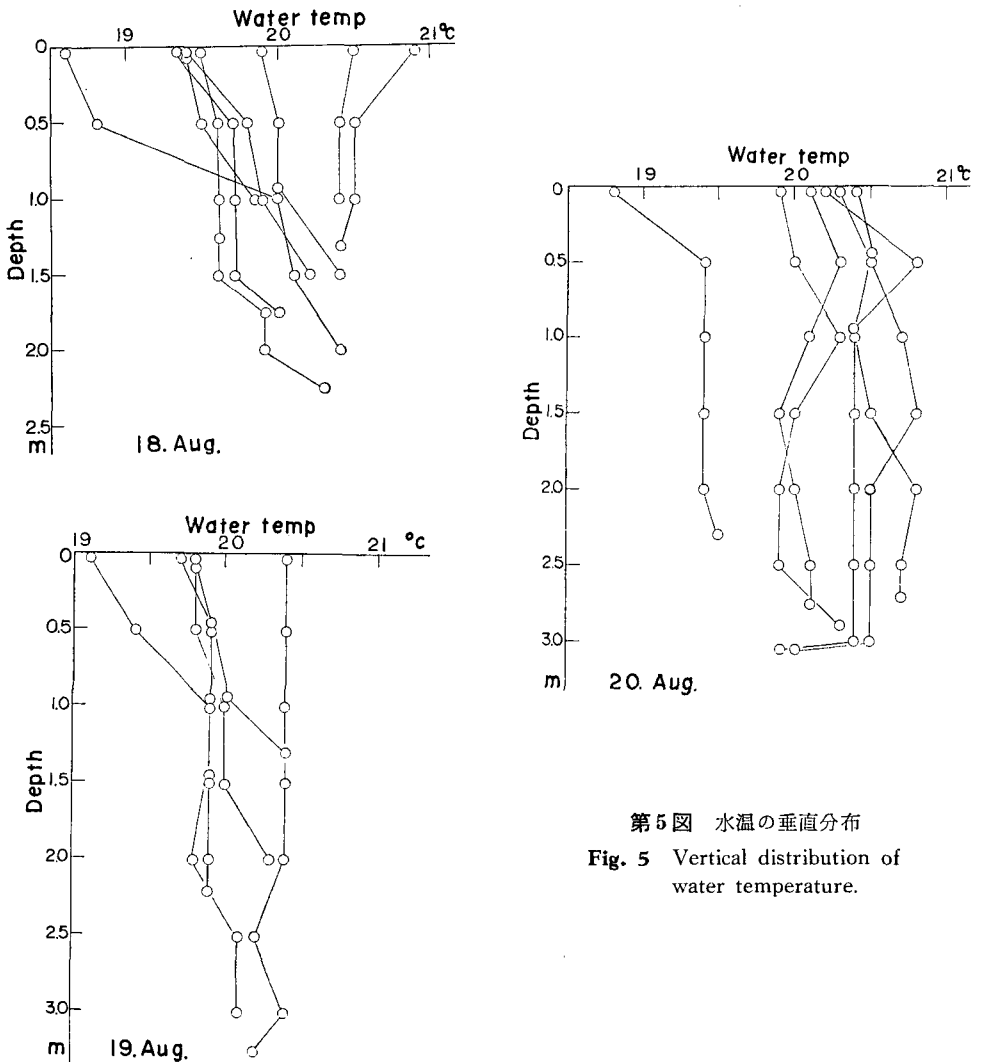 Water temp
19 20 21°C
0
0.5
1.0
1.5
2.0
2.5
Depth
m 18. Aug.
Water temp
19 20 21 °C
0
0.5
1.0
1.5
2.0
2.5
3.0
Depth
m 19. Aug.
Water temp
19 20 21°C
0
0.5
1.0
1.5
2.0
2.5
3.0
Depth
m 20. Aug.
第5図 水温の垂直分布
Fig. 5 Vertical distribution of
water temperature.